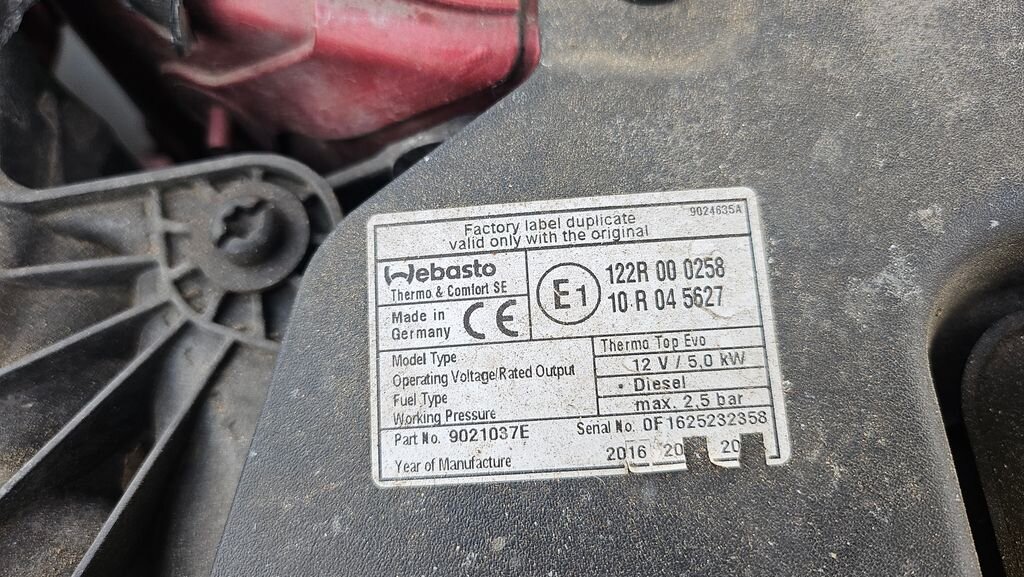 Factory label duplicate
valid only with the original
9024635A
Webasto
Thermo & Comfort SE
Made in
Germany
CE
E1
122R 00 0258
10 R 04 5627
Model Type
Thermo Top Evo
Operating Voltage/Rated Output
12 V / 5,0 kW
Fuel Type
• Diesel
Working Pressure
max. 2,5 bar
Part No. 9021037E
Serial No. 0F1625232358
Year of Manufacture
2016 20 20